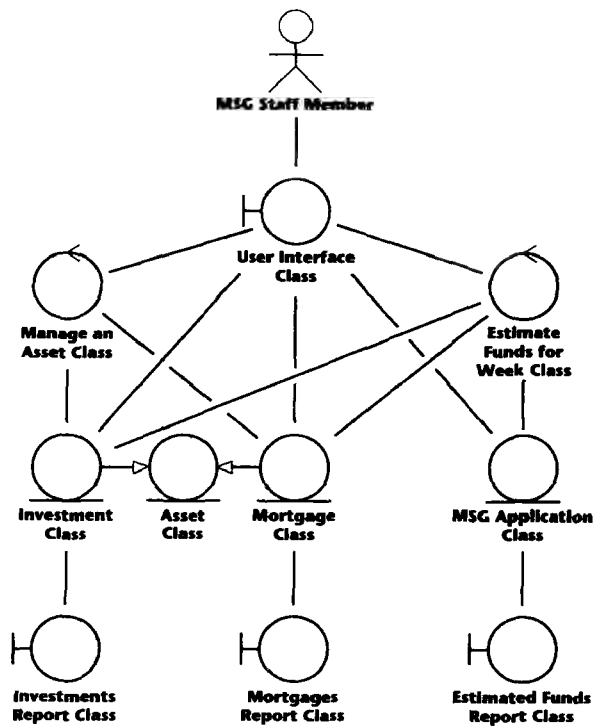 MSG Staff Member
User Interface
Class
Manage an
Asset Class
Estimate
Funds for
Week Class
Investment
Class
Asset
Class
Mortgage
Class
MSG Application
Class
Investments
Report Class
Mortgages
Report Class
Estimated Funds
Report Class